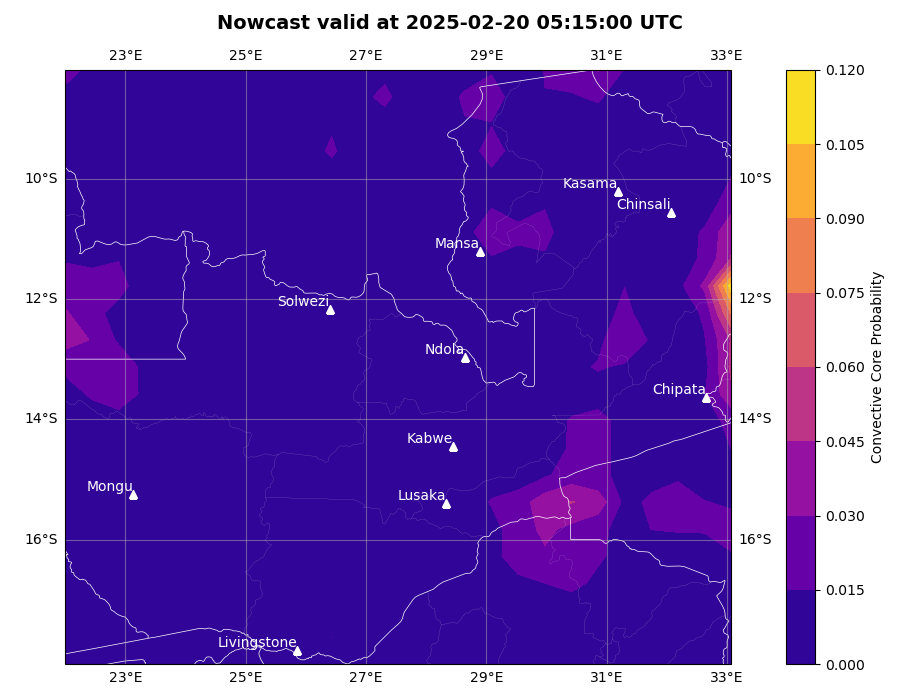 Nowcast valid at 2025-02-20 05:15:00 UTC
23°E 25°E 27°E 29°E 31°E 33°E
0.120
0.105
10°S 10°S
Kasama
Chinsali
0.090
Mansa
12°S 12°S
Solwezi
0.075
Ndola
0.060
Chipata
14°S 14°S
Kabwe
0.045
Mongu
Lusaka
0.030
16°S 16°S
0.015
Livingstone
0.000
23°E 25°E 27°E 29°E 31°E 33°E
Convective Core Probability